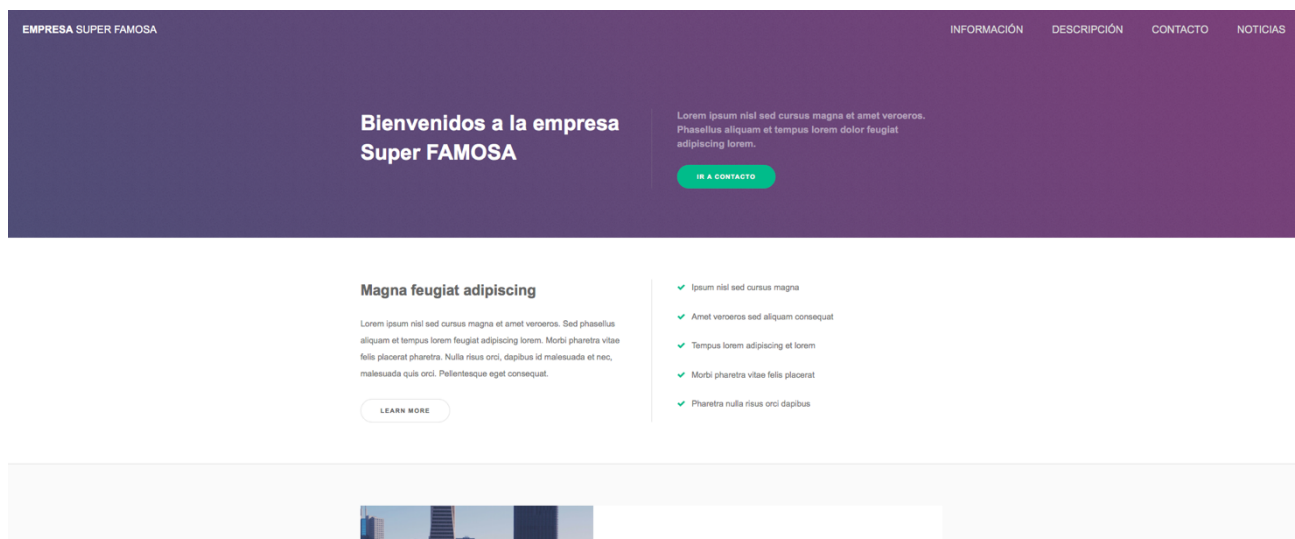 EMPRESA SUPER FAMOSA
INFORMACIÓN DESCRIPCIÓN CONTACTO NOTICIAS
Bienvenidos a la empresa
Super FAMOSA
Lorem ipsum nisl sed cursus magna et amet veroeros.
Phasellus aliquam et tempus lorem dolor feugiat
adipiscing lorem.
IR A CONTACTO
Magna feugiat adipiscing
Lorem ipsum nisl sed cursus magna et amet veroeros. Sed phasellus
aliquam et tempus lorem feugiat adipiscing lorem. Morbi pharetra vitae
felis placerat pharetra. Nulla risus orci, dapibus id malesuada et nec,
malesuada quis orci. Pellentesque eget consequat.
LEARN MORE
Ipsum nisl sed cursus magna
Amet veroeros sed aliquam consequat
Tempus lorem adipiscing et lorem
Morbi pharetra vitae felis placerat
Pharetra nulla risus orci dapibus